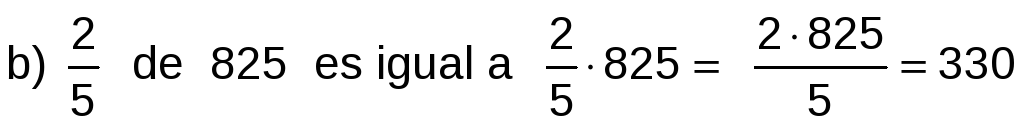 b) 2/5 de 825 es igual a 2/5 · 825 = 2 · 825/5 = 330